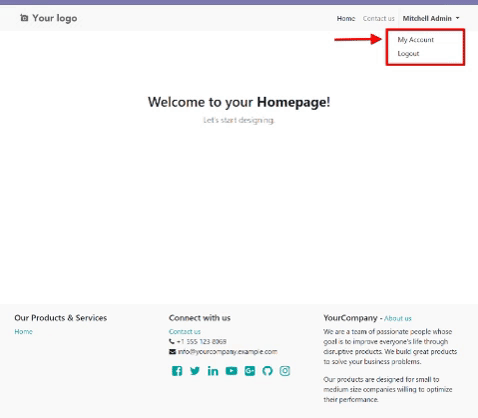 Your logo
Home Contact us Mitchell Admin
My Account
Logout
Welcome to your Homepage!
Let's start designing.
Our Products & Services
Home
Connect with us
Contact us
+1 555 123 8069
info@yourcompany.example.com
YourCompany - About us
We are a team of passionate people whose
goal is to improve everyone's life through
disruptive products. We build great products
to solve your business problems.
Our products are designed for small to
medium size companies willing to optimize
their performance.